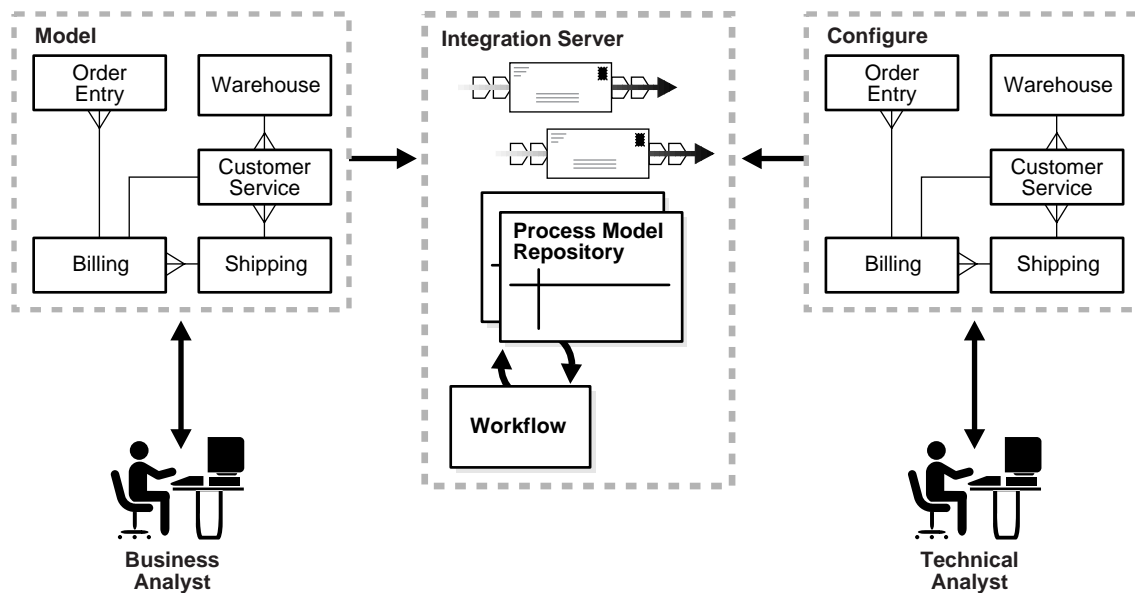 Model
Order
Entry
Warehouse
Customer
Service
Billing
Shipping
Business
Analyst
Integration Server
Process Model
Repository
Workflow
Configure
Order
Entry
Warehouse
Customer
Service
Billing
Shipping
Technical
Analyst